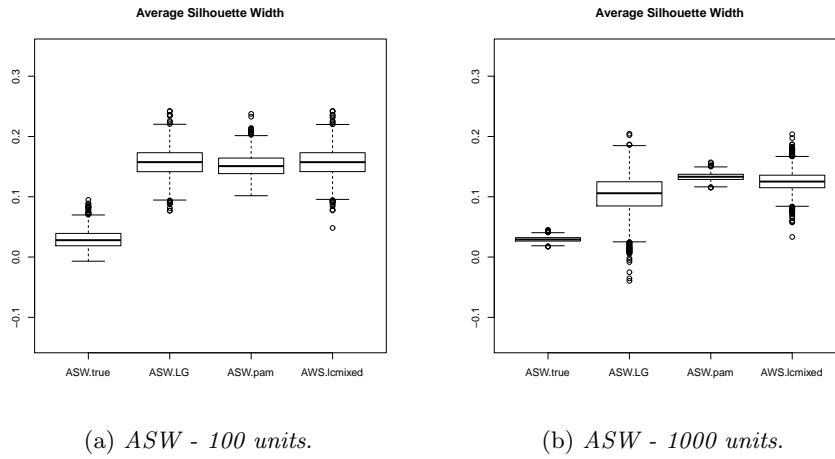 Average Silhouette Width
0.3
0.2
0.1
0.0
−0.1
ASW.true ASW.LG ASW.pam AWS.lcmixed
(a) ASW - 100 units.
Average Silhouette Width
0.3
0.2
0.1
0.0
−0.1
ASW.true ASW.LG ASW.pam AWS.lcmixed
(b) ASW - 1000 units.